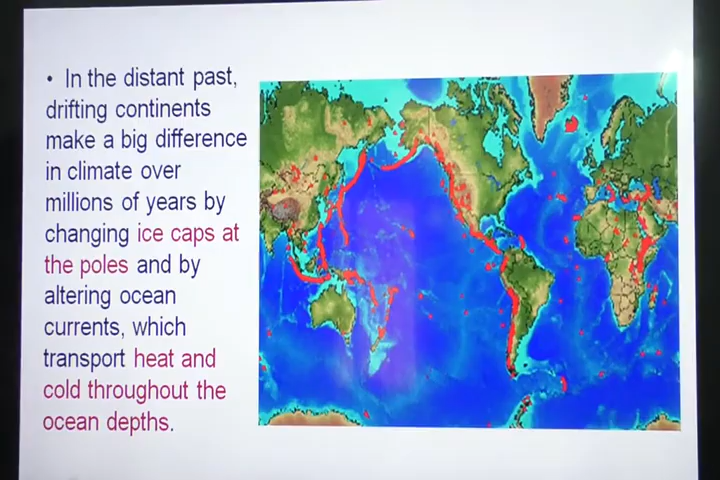 • In the distant past,
drifting continents
make a big difference
in climate over
millions of years by
changing ice caps at
the poles and by
altering ocean
currents, which
transport heat and
cold throughout the
ocean depths.